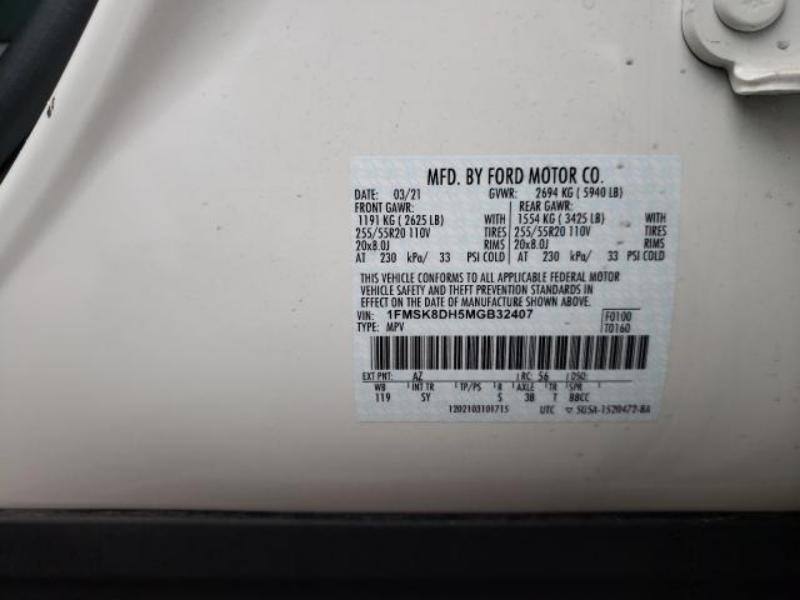 MFD. BY FORD MOTOR CO.
DATE: 03/21 GVWR: 2694 KG ( 5940 LB)
FRONT GAWR: REAR GAWR:
1191 KG ( 2625 LB) WITH 1554 KG ( 3425 LB) WITH
255/55R20 110V TIRES 255/55R20 110V TIRES
20x8.0J RIMS 20x8.0J RIMS
AT 230 kPa/ 33 PSI COLD AT 230 kPa/ 33 PSI COLD
THIS VEHICLE CONFORMS TO ALL APPLICABLE FEDERAL MOTOR
VEHICLE SAFETY AND THEFT PREVENTION STANDARDS IN
EFFECT ON THE DATE OF MANUFACTURE SHOWN ABOVE.
VIN: 1FMSK8DH5MGB32407 F0100
TYPE: MPV T0160
EXT PNT: AZ RC: 56 DSO:
WB INT TR TP/PS R AXLE TR SPR
119 SY S 3B T BBCC
1202103101715 UTC 5U5A-1520472-BA